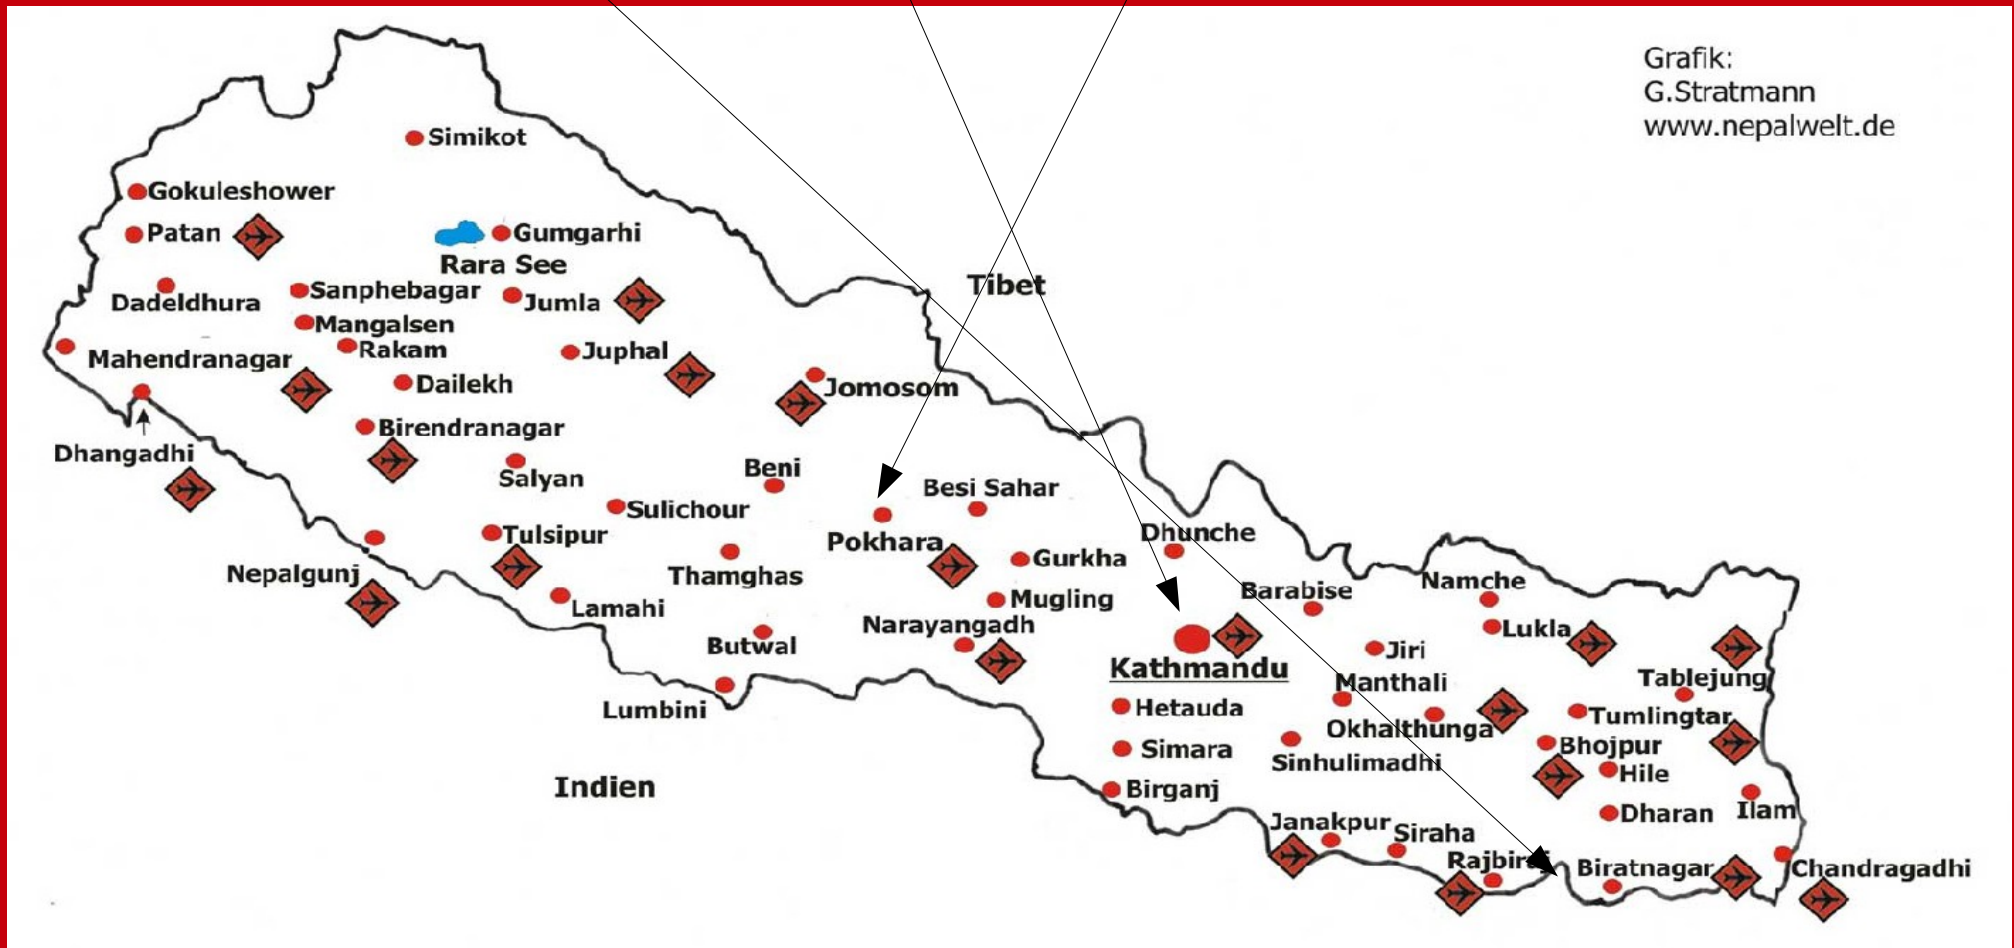 Grafik:
G.Stratmann
www.nepalwelt.de
Simikot
Gokuleshower
Patan
Gumgarhi
Rara See
Tibet
Dadeldhura
Sanphebagar
Jumla
Mangalsen
Rakam
Juphal
Mahendranagar
Dailekh
Jomosom
Birendranagar
Dhangadhi
Salyan
Beni
Besi Sahar
Sulichour
Tulsipur
Pokhara
Dhunche
Nepalgunj
Thamghas
Gurkha
Barabise
Namche
Lamahi
Mugling
Narayangadh
Lukla
Butwal
Jiri
Kathmandu
Manthali
Tablejung
Lumbini
Hetauda
Tumlingtar
Okhalthunga
Simara
Bhojpur
Sinhulimadhi
Hile
Indien
Birganj
Ilam
Dharan
Janakpur
Siraha
Rajbiraj
Biratnagar
Chandragadhi